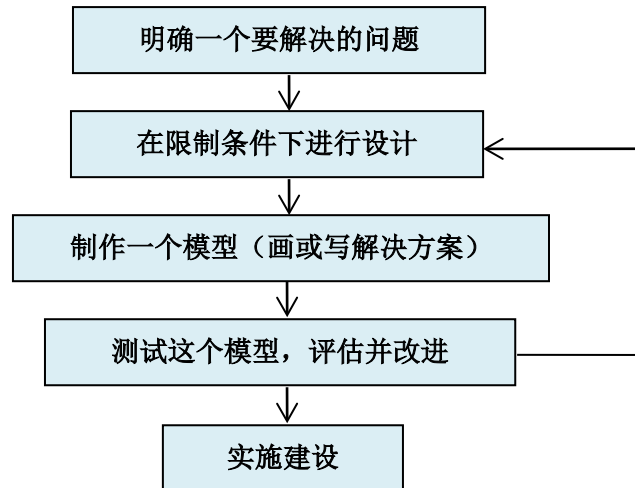 明确一个要解决的问题
在限制条件下进行设计
制作一个模型（画或写解决方案）
测试这个模型，评估并改进
实施建设